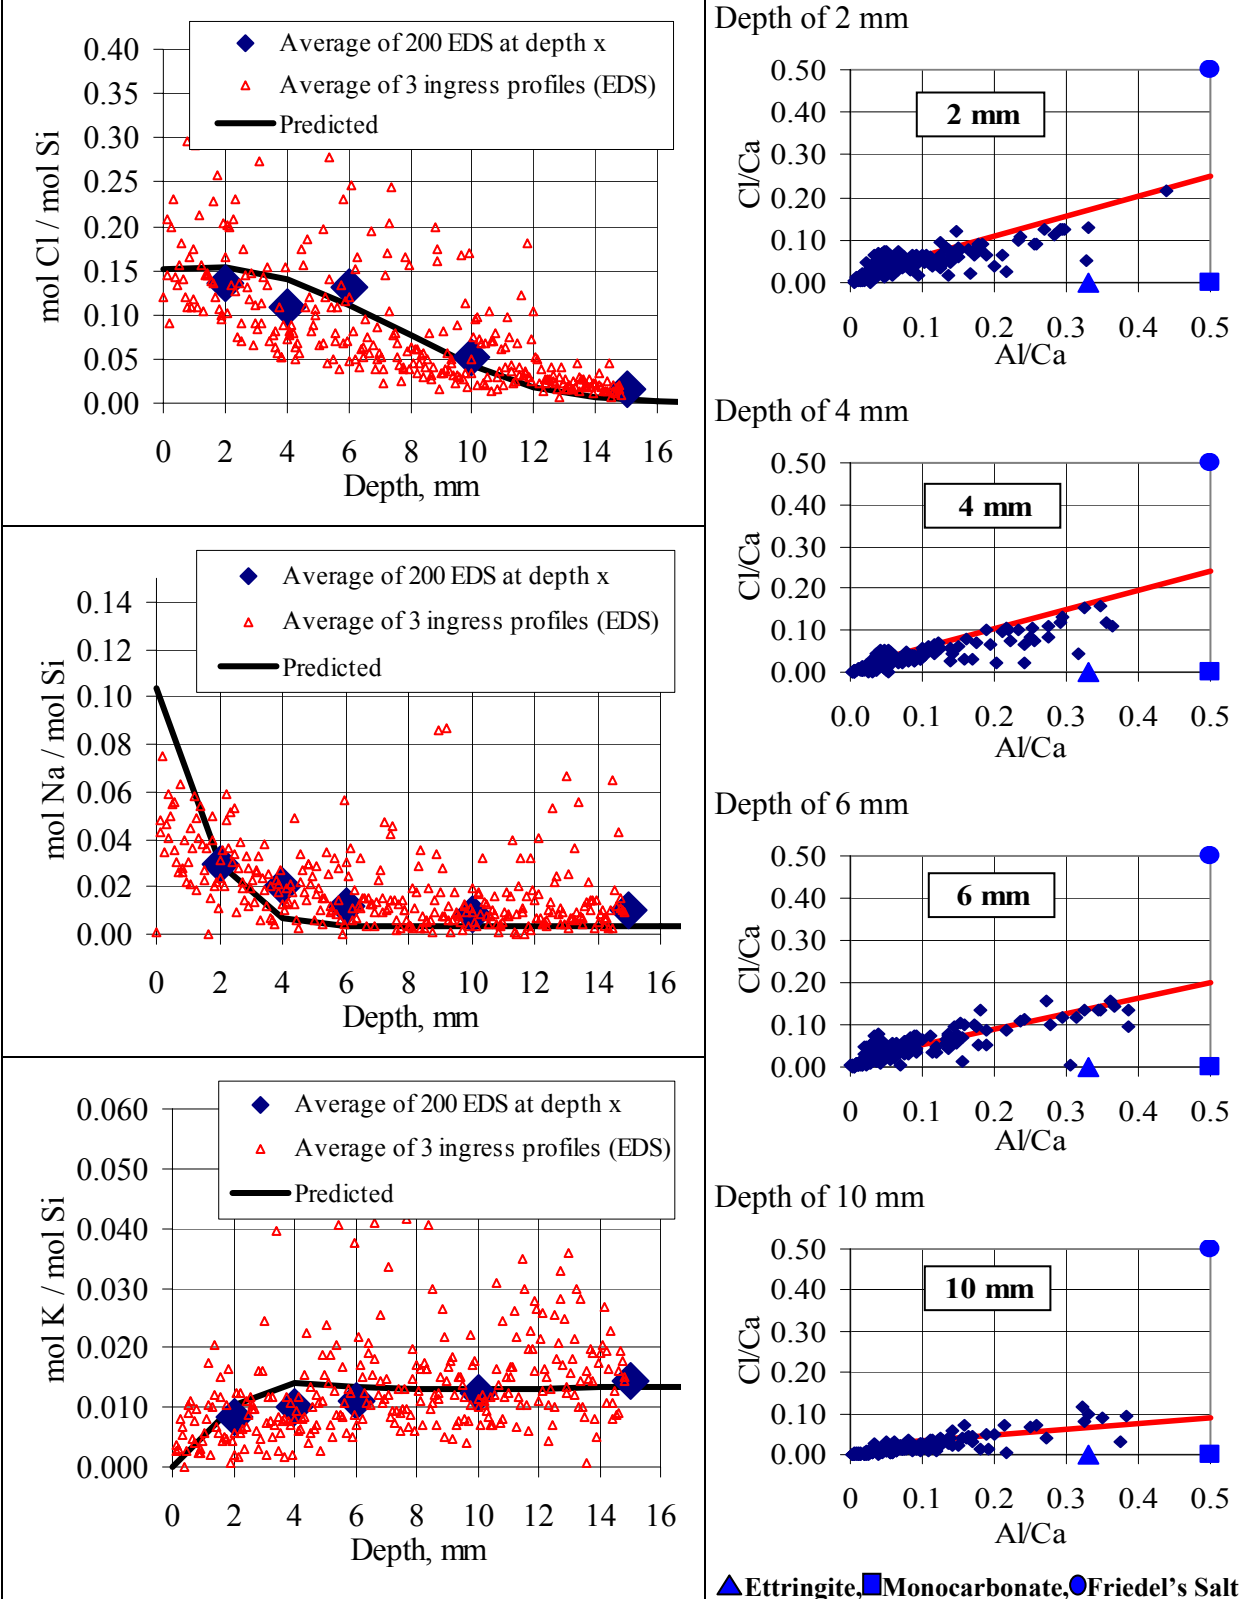 Average of 200 EDS at depth x
Average of 3 ingress profiles (EDS)
Predicted
0.40
0.35
0.30
0.25
0.20
0.15
0.10
0.05
0.00
mol Cl / mol Si
0 2 4 6 8 10 12 14 16
Depth, mm
Average of 200 EDS at depth x
Average of 3 ingress profiles (EDS)
Predicted
0.14
0.12
0.10
0.08
0.06
0.04
0.02
0.00
mol Na / mol Si
0 2 4 6 8 10 12 14 16
Depth, mm
Average of 200 EDS at depth x
Average of 3 ingress profiles (EDS)
Predicted
0.060
0.050
0.040
0.030
0.020
0.010
0.000
mol K / mol Si
0 2 4 6 8 10 12 14 16
Depth, mm
Depth of 2 mm
2 mm
0.50
0.40
0.30
0.20
0.10
0.00
Cl/Ca
0 0.1 0.2 0.3 0.4 0.5
Al/Ca
Depth of 4 mm
4 mm
0.50
0.40
0.30
0.20
0.10
0.00
Cl/Ca
0.0 0.1 0.2 0.3 0.4 0.5
Al/Ca
Depth of 6 mm
6 mm
0.50
0.40
0.30
0.20
0.10
0.00
Cl/Ca
0 0.1 0.2 0.3 0.4 0.5
Al/Ca
Depth of 10 mm
10 mm
0.50
0.40
0.30
0.20
0.10
0.00
Cl/Ca
0 0.1 0.2 0.3 0.4 0.5
Al/Ca
Ettringite, Monocarbonate, Friedel's Salt